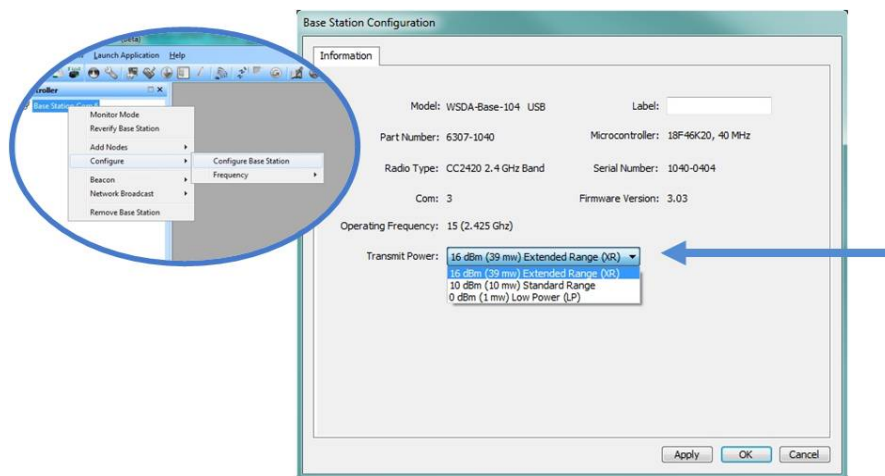 Base Station Configuration
(Beta)
Launch Application Help
Base Station Com
Monitor Mode
Reverify Base Station
Add Nodes
Configure
Beacon
Network Broadcast
Remove Base Station
Configure Base Station
Frequency
Information
Model: WSDA-Base-104 USB Label:
Part Number: 6307-1040 Microcontroller: 18F46K20, 40 MHz
Radio Type: CC2420 2.4 GHz Band Serial Number: 1040-0404
Com: 3 Firmware Version: 3.03
Operating Frequency: 15 (2.425 Ghz)
Transmit Power: 16 dBm (39 mw) Extended Range (XR)
16 dBm (39 mw) Extended Range (XR)
10 dBm (10 mw) Standard Range
0 dBm (1 mw) Low Power (LP)
Apply OK Cancel